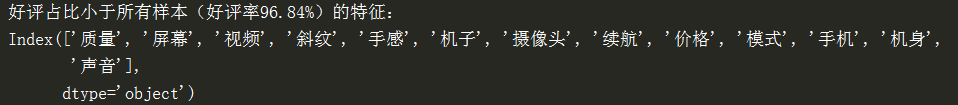 好评占比小于所有样本（好评率96.84%）的特征：
Index(['质量', '屏幕', '视频', '斜纹', '手感', '机子', '摄像头', '续航', '价格', '模式', '手机', '机身',
'声音'],
dtype='object')